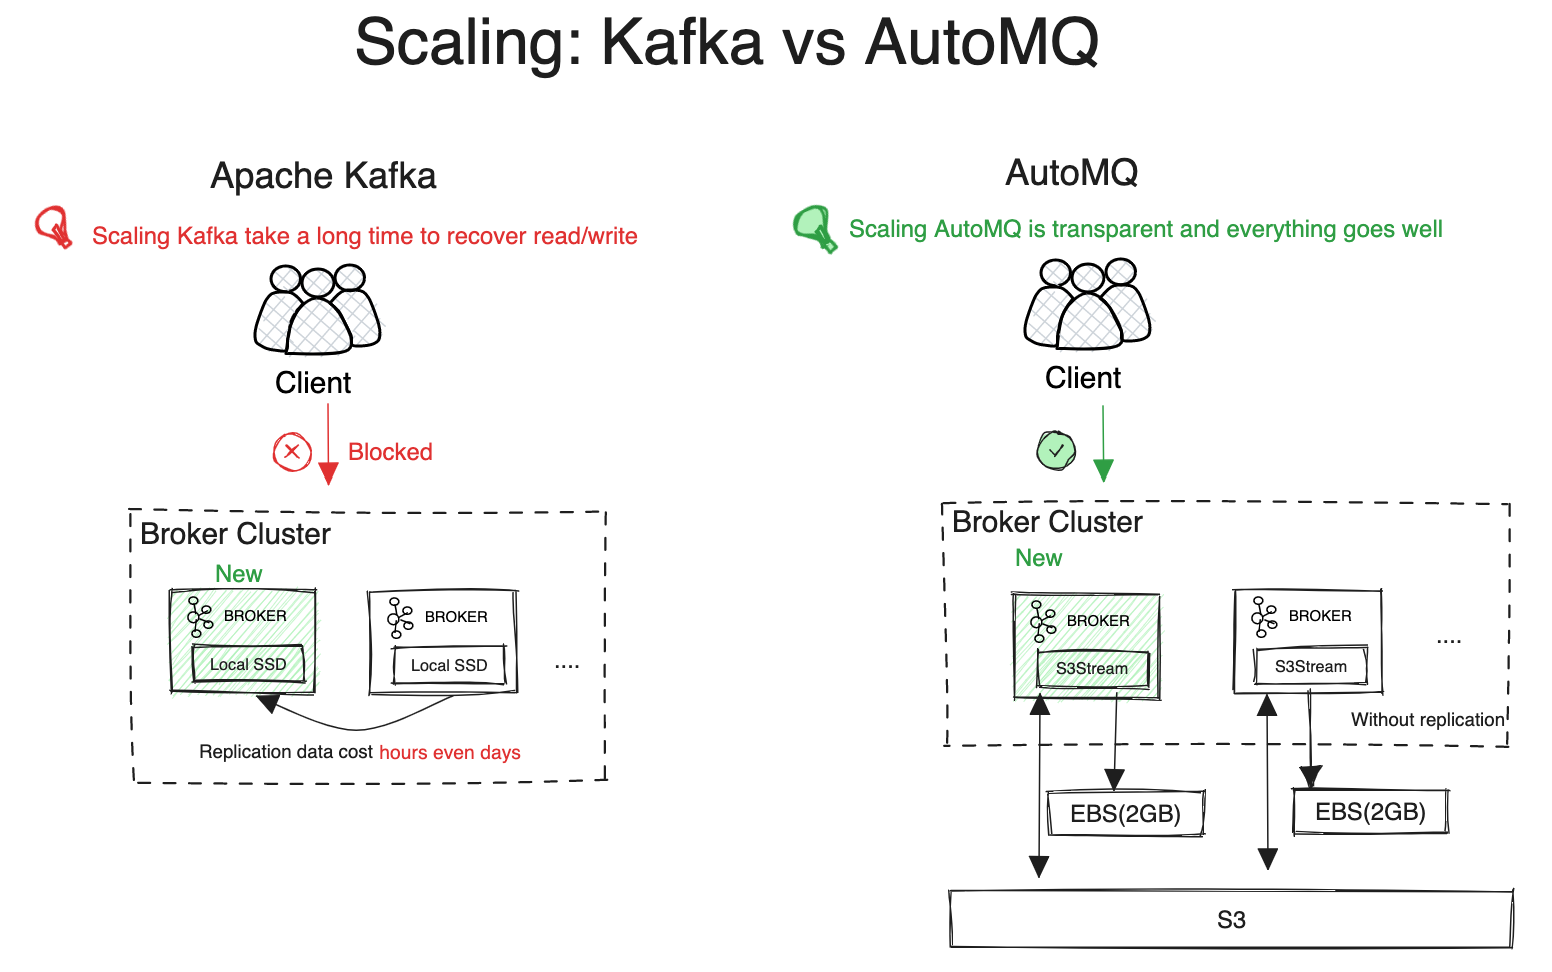 Scaling: Kafka vs AutoMQ
Apache Kafka
Scaling Kafka take a long time to recover read/write
Client
Blocked
Broker Cluster
New
BROKER
Local SSD
BROKER
Local SSD
....
Replication data cost hours even days
AutoMQ
Scaling AutoMQ is transparent and everything goes well
Client
Broker Cluster
New
BROKER
S3Stream
BROKER
S3Stream
....
Without replication
EBS(2GB)
EBS(2GB)
S3